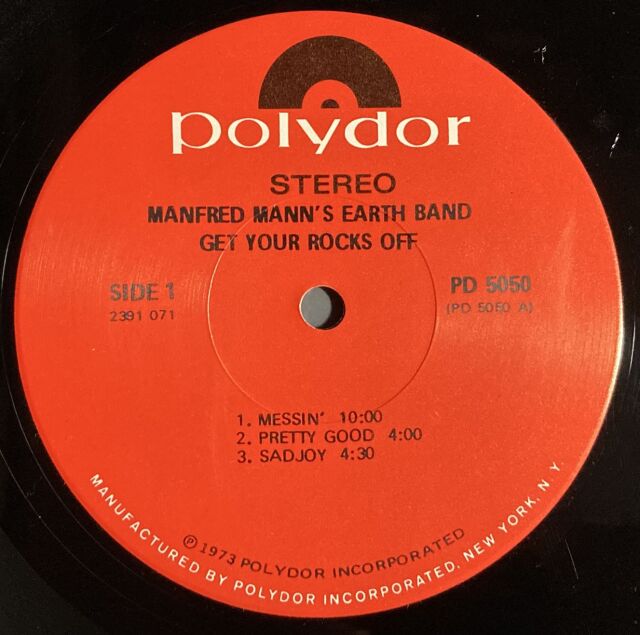 polydor
STEREO
MANFRED MANN'S EARTH BAND
GET YOUR ROCKS OFF
SIDE 1 PD 5050
2391 071 (PD 5050 A)
1. MESSIN' 10:00
2. PRETTY GOOD 4:00
3. SADJOY 4:30
℗ 1973 POLYDOR INCORPORATED
MANUFACTURED BY POLYDOR INCORPORATED, NEW YORK, N.Y.